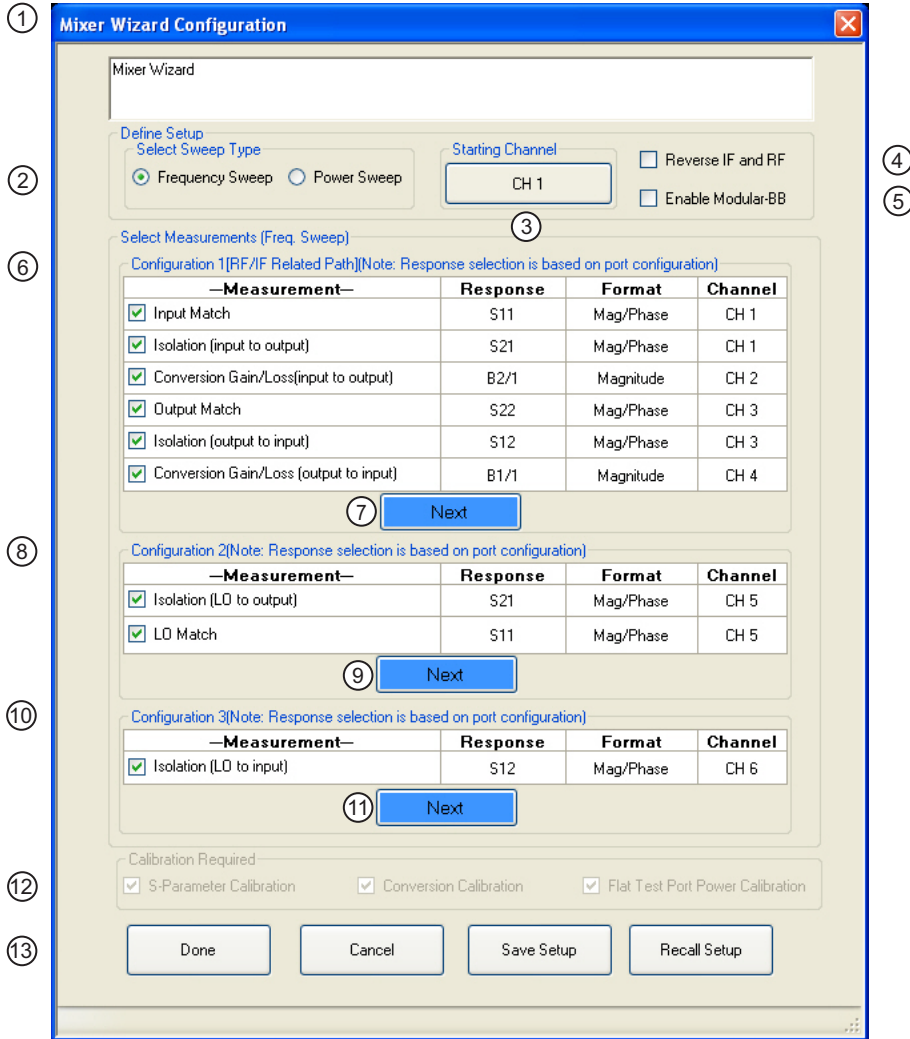 ① Mixer Wizard Configuration
Mixer Wizard
Define Setup
Select Sweep Type
Starting Channel
② Frequency Sweep Power Sweep
CH 1
③
Reverse IF and RF ④
Enable Modular-BB ⑤
Select Measurements (Freq. Sweep)
⑥ Configuration 1[RF/IF Related Path](Note: Response selection is based on port configuration)
—Measurement— Response Format Channel
Input Match S11 Mag/Phase CH 1
Isolation (input to output) S21 Mag/Phase CH 1
Conversion Gain/Loss(input to output) B2/1 Magnitude CH 2
Output Match S22 Mag/Phase CH 3
Isolation (output to input) S12 Mag/Phase CH 3
Conversion Gain/Loss (output to input) B1/1 Magnitude CH 4
⑦ Next
⑧ Configuration 2(Note: Response selection is based on port configuration)
—Measurement— Response Format Channel
Isolation (LO to output) S21 Mag/Phase CH 5
LO Match S11 Mag/Phase CH 5
⑨ Next
⑩ Configuration 3(Note: Response selection is based on port configuration)
—Measurement— Response Format Channel
Isolation (LO to input) S12 Mag/Phase CH 6
⑪ Next
Calibration Required
⑫ S-Parameter Calibration Conversion Calibration Flat Test Port Power Calibration
⑬ Done Cancel Save Setup Recall Setup